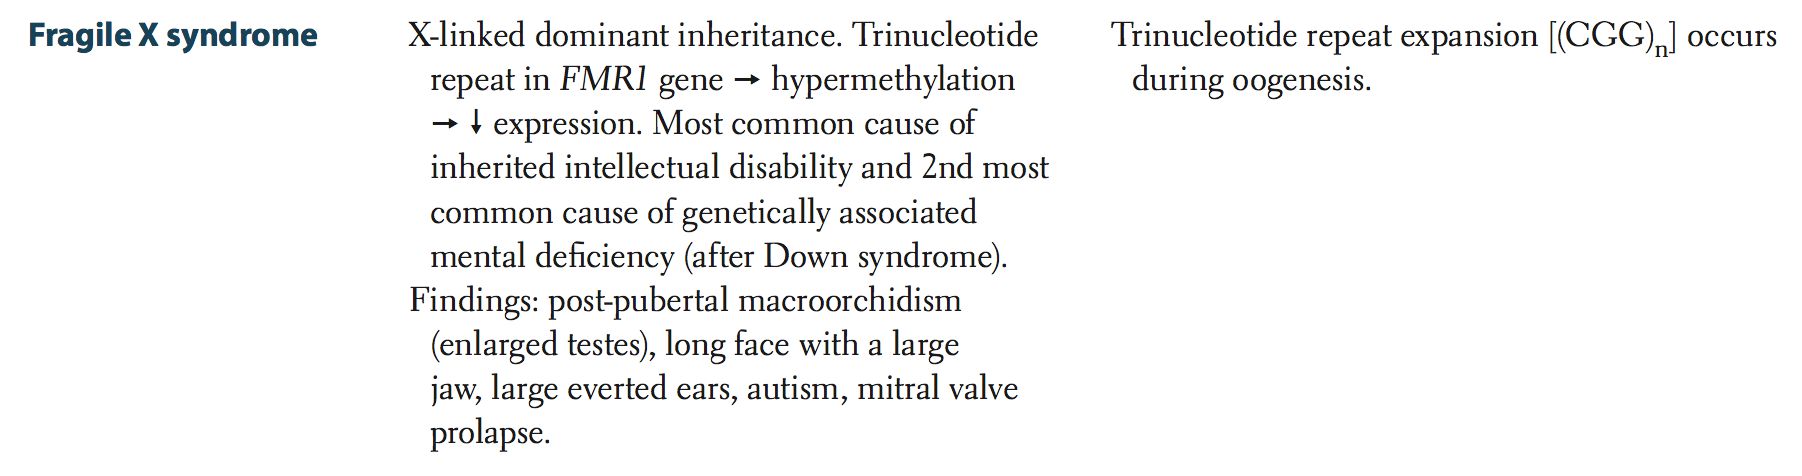 Fragile X syndrome
X-linked dominant inheritance. Trinucleotide
repeat in FMR1 gene → hypermethylation
→ ↓ expression. Most common cause of
inherited intellectual disability and 2nd most
common cause of genetically associated
mental deficiency (after Down syndrome).
Findings: post-pubertal macroorchidism
(enlarged testes), long face with a large
jaw, large everted ears, autism, mitral valve
prolapse.
Trinucleotide repeat expansion [(CGG)n] occurs
during oogenesis.